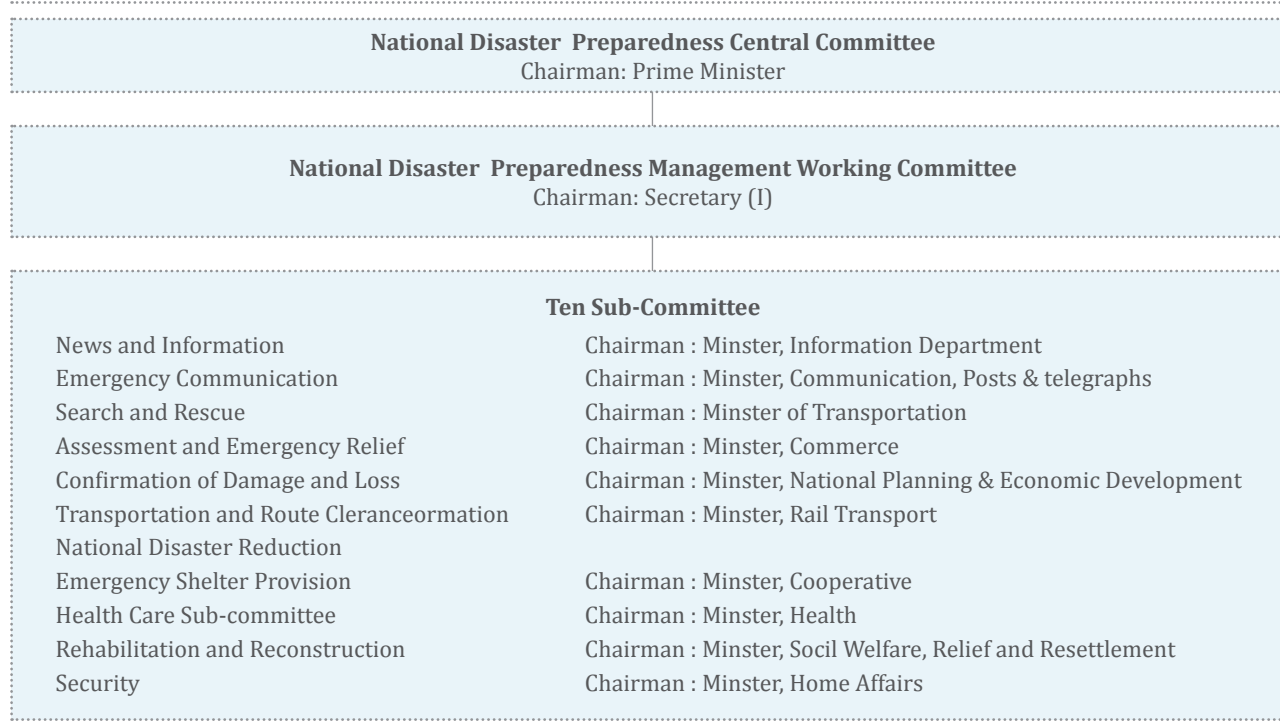 National Disaster  Preparedness Central Committee
Chairman: Prime Minister
National Disaster  Preparedness Management Working Committee
Chairman: Secretary (I)
Ten Sub-Committee
News and Information Chairman : Minster, Information Department
Emergency Communication Chairman : Minster, Communication, Posts & telegraphs
Search and Rescue Chairman : Minster of Transportation
Assessment and Emergency Relief Chairman : Minster, Commerce
Confirmation of Damage and Loss Chairman : Minster, National Planning & Economic Development
Transportation and Route Cleranceormation Chairman : Minster, Rail Transport
National Disaster Reduction
Emergency Shelter Provision Chairman : Minster, Cooperative
Health Care Sub-committee Chairman : Minster, Health
Rehabilitation and Reconstruction Chairman : Minster, Socil Welfare, Relief and Resettlement
Security Chairman : Minster, Home Affairs